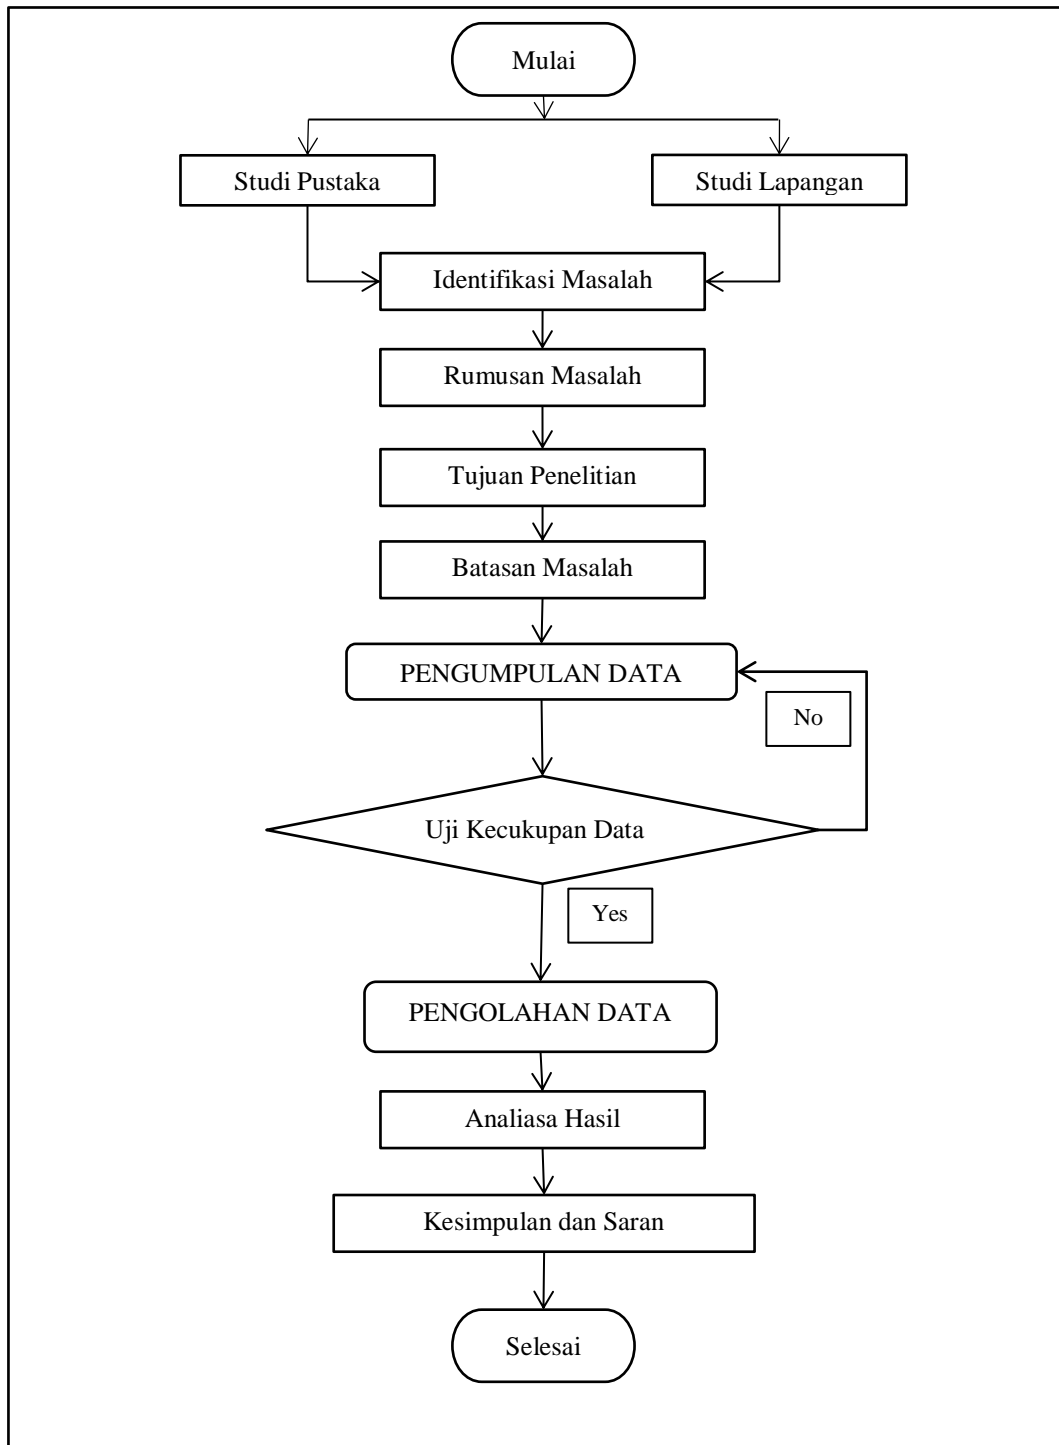 Mulai
Studi Pustaka
Studi Lapangan
Identifikasi Masalah
Rumusan Masalah
Tujuan Penelitian
Batasan Masalah
PENGUMPULAN DATA
No
Uji Kecukupan Data
Yes
PENGOLAHAN DATA
Analiasa Hasil
Kesimpulan dan Saran
Selesai